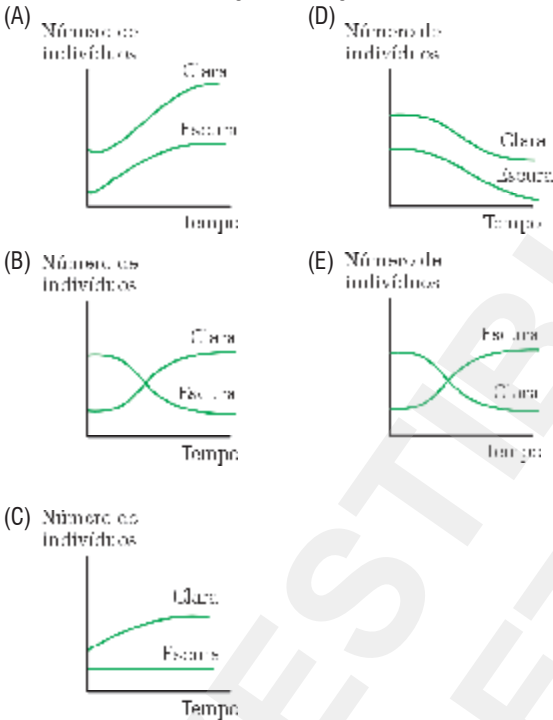 (A)
Número de
indivíduos
Clara
Escura
Tempo
(D)
Número de
indivíduos
Clara
Escura
Tempo
(B)
Número de
indivíduos
Clara
Escura
Tempo
(E)
Número de
indivíduos
Escura
Clara
Tempo
(C)
Número de
indivíduos
Clara
Escura
Tempo